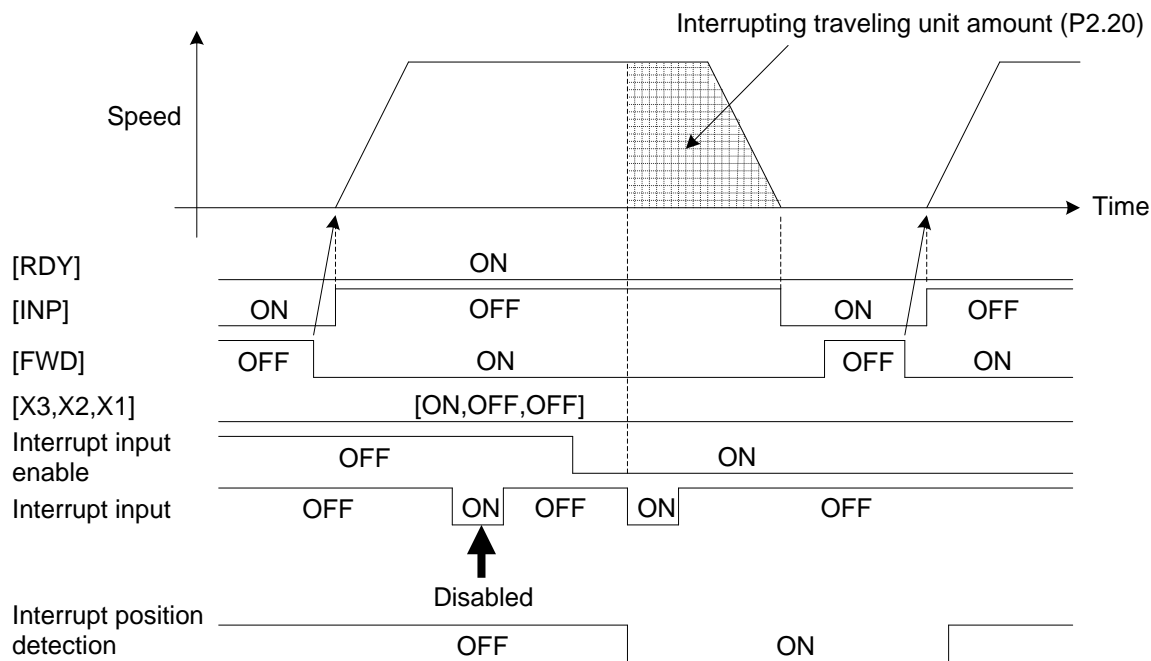 Interrupting traveling unit amount (P2.20)
Speed
Time
[RDY] ON
[INP] ON OFF ON OFF
[FWD] OFF ON OFF ON
[X3,X2,X1] [ON,OFF,OFF]
Interrupt input
enable OFF ON
Interrupt input OFF ON OFF ON OFF
Disabled
Interrupt position
detection OFF ON